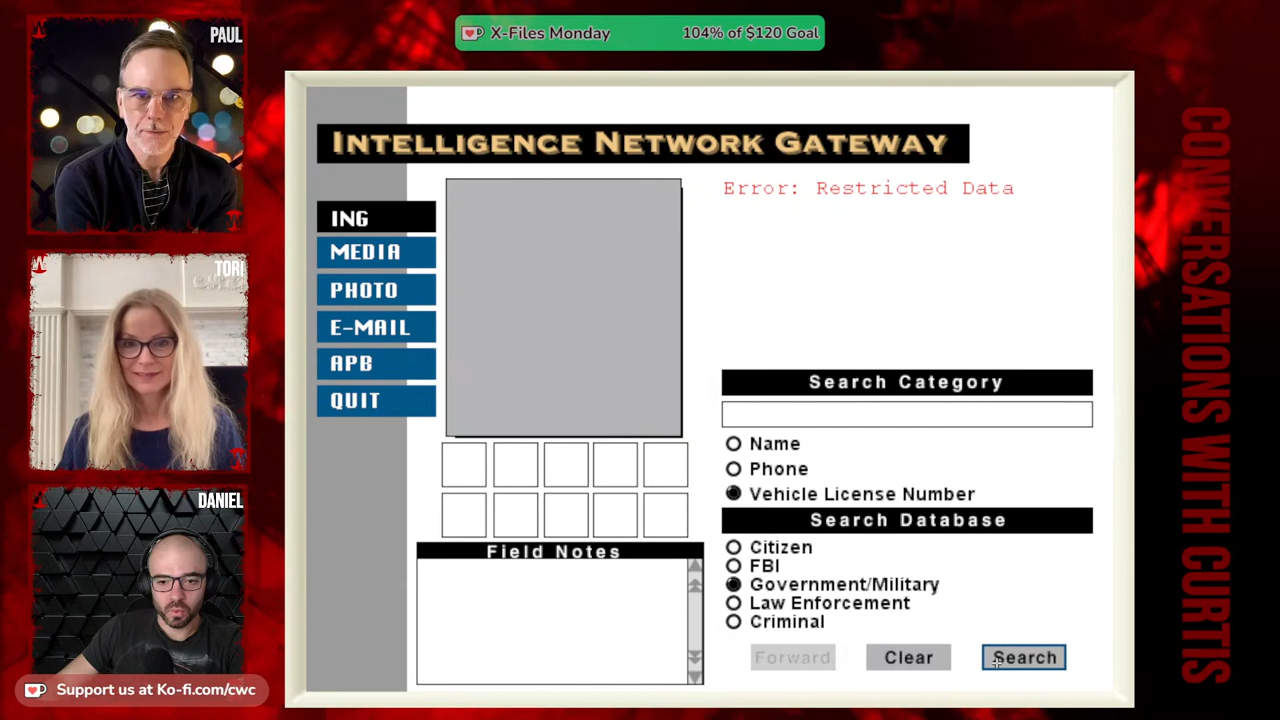 PAUL
X-Files Monday 104% of $120 Goal
INTELLIGENCE NETWORK GATEWAY
Error: Restricted Data
ING
MEDIA
PHOTO
E-MAIL
APB
QUIT
TORI
Search Category
Name
Phone
Vehicle License Number
Search Database
Citizen
FBI
Government/Military
Law Enforcement
Criminal
Forward
Clear
Search
Field Notes
DANIEL
Support us at Ko-fi.com/cwc
CONVERSATIONS WITH CURTIS